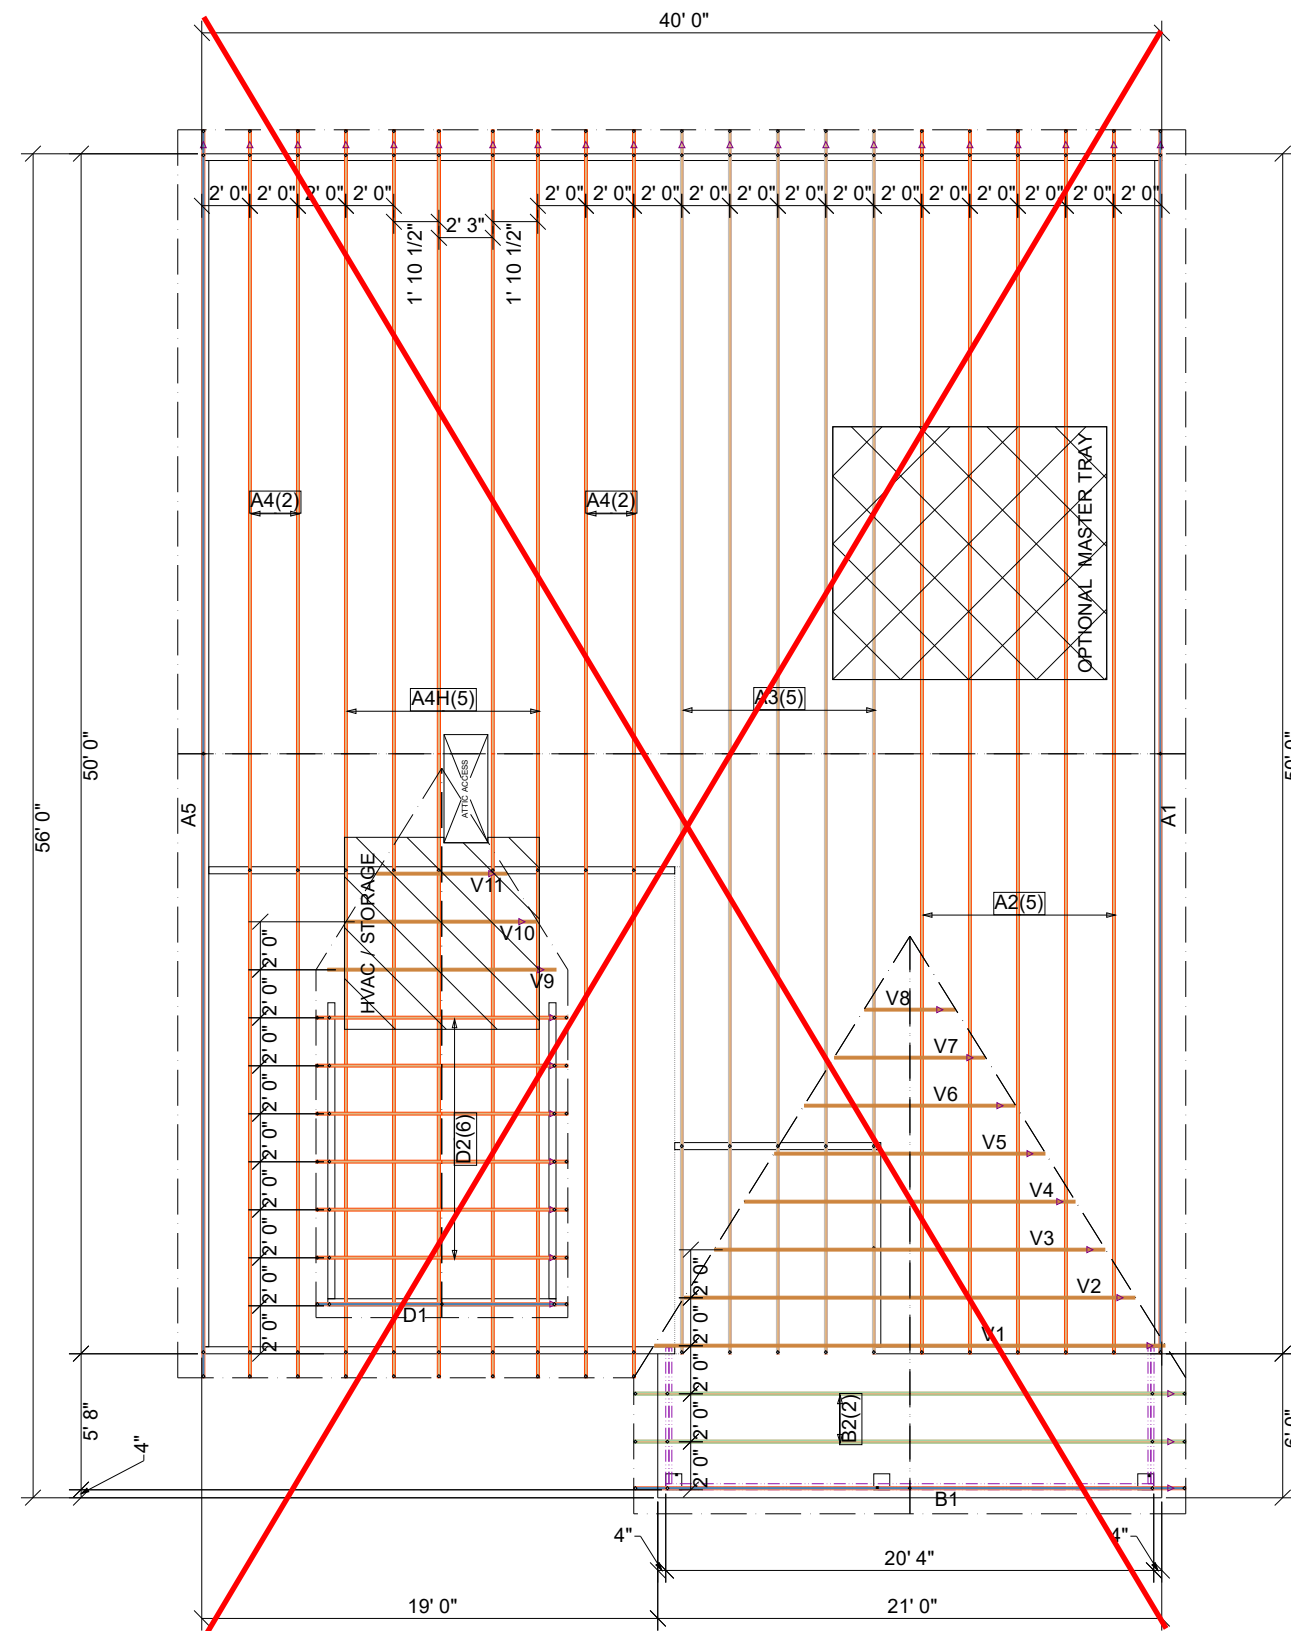 40' 0"
2' 0" 2' 0" 2' 0" 2' 0" 2' 0" 2' 0" 2' 0" 2' 0" 2' 0" 2' 0" 2' 0" 2' 0" 2' 0" 2' 0" 2' 0" 2' 0" 2' 0"
1' 10 1/2"
2' 3"
1' 10 1/2"
A4(2)
A4(2)
OPTIONAL MASTER TRAY
A4H(5)
A3(5)
50' 0"
56' 0"
50' 0"
A5
A1
ATTIC ACCESS
HVAC / STORAGE
V11
V10
V9
A2(5)
2' 0"
2' 0"
2' 0"
2' 0"
2' 0"
2' 0"
2' 0"
2' 0"
2' 0"
D2(6)
D1
V8
V7
V6
V5
V4
V3
V2
V1
2' 0"
2' 0"
2' 0"
2' 0"
2' 0"
B2(2)
B1
5' 8"
4"
6' 0"
4"
20' 4"
4"
19' 0"
21' 0"